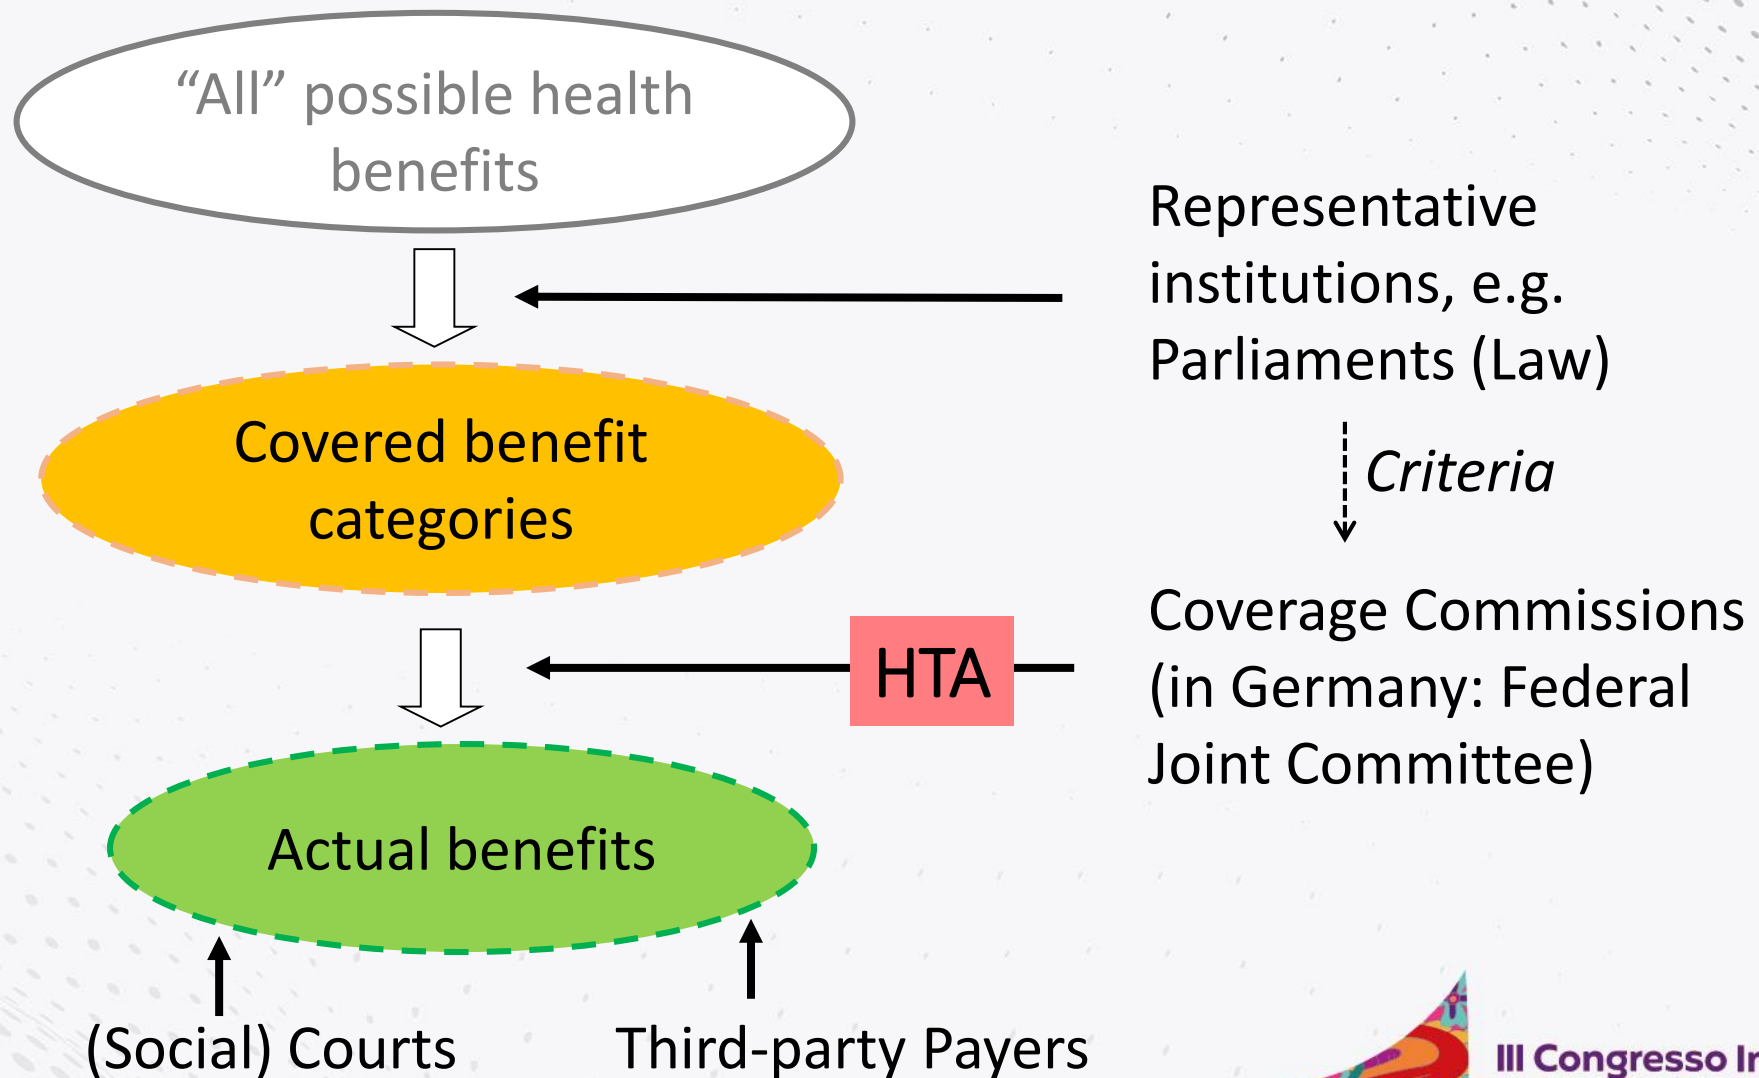 “All” possible health
benefits
Representative
institutions, e.g.
Parliaments (Law)
Covered benefit
categories
Criteria
Coverage Commissions
(in Germany: Federal
Joint Committee)
HTA
Actual benefits
(Social) Courts
Third-party Payers
III Congresso